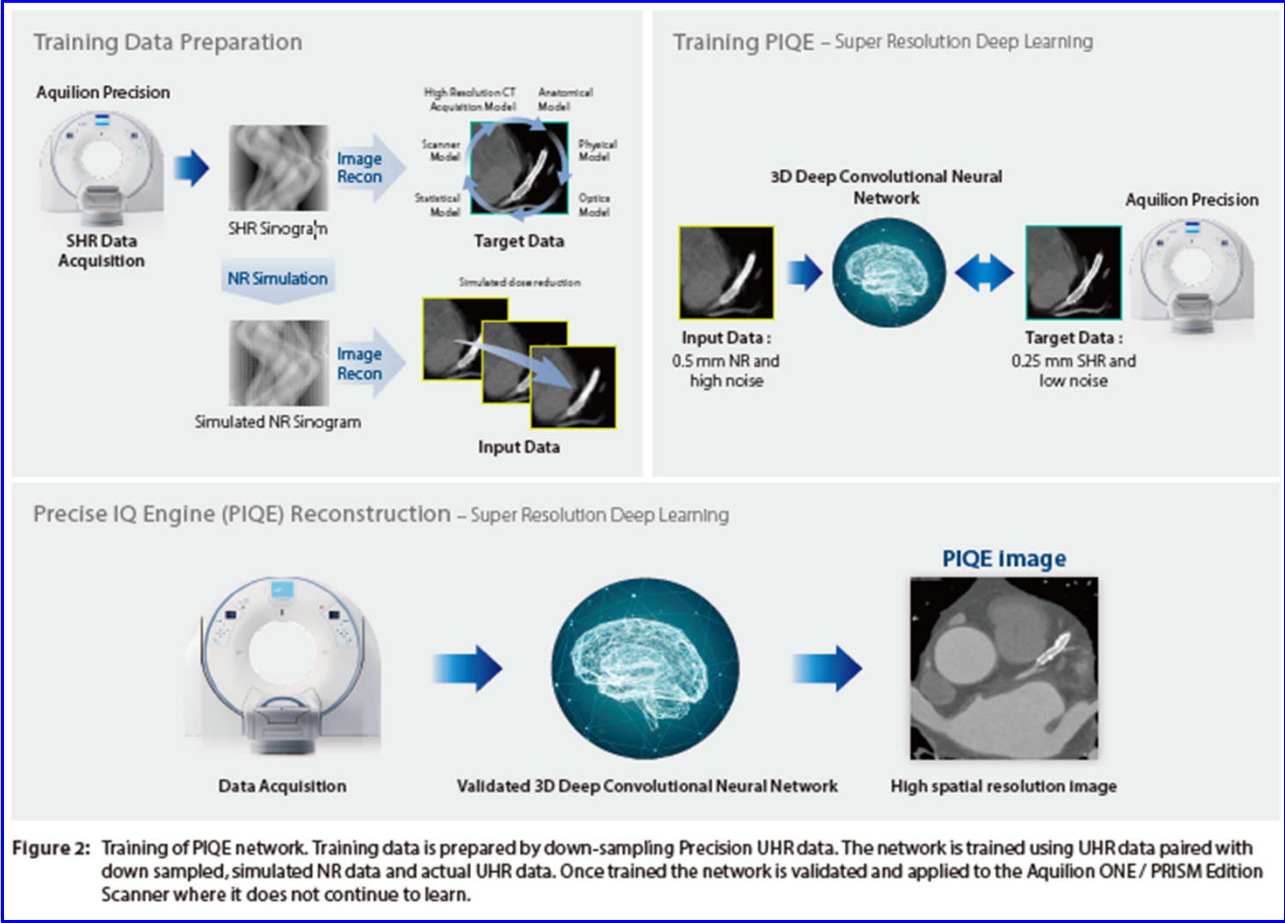 Training Data Preparation
Aquilion Precision
SHR Data
Acquisition
SHR Sinogram
Image
Recon
High Resolution CT
Acquisition Model
Anatomical
Model
Scanner
Model
Physical
Model
Statistical
Model
Optics
Model
Target Data
NR Simulation
Simulated NR Sinogram
Image
Recon
Simulated dose reduction
Input Data
Training PIQE – Super Resolution Deep Learning
3D Deep Convolutional Neural
Network
Aquilion Precision
Input Data :
0.5 mm NR and
high noise
Target Data :
0.25 mm SHR and
low noise
Precise IQ Engine (PIQE) Reconstruction – Super Resolution Deep Learning
PIQE image
Data Acquisition
Validated 3D Deep Convolutional Neural Network
High spatial resolution image
Figure 2: Training of PIQE network. Training data is prepared by down-sampling Precision UHR data. The network is trained using UHR data paired with
down sampled, simulated NR data and actual UHR data. Once trained the network is validated and applied to the Aquilion ONE / PRISM Edition
Scanner where it does not continue to learn.